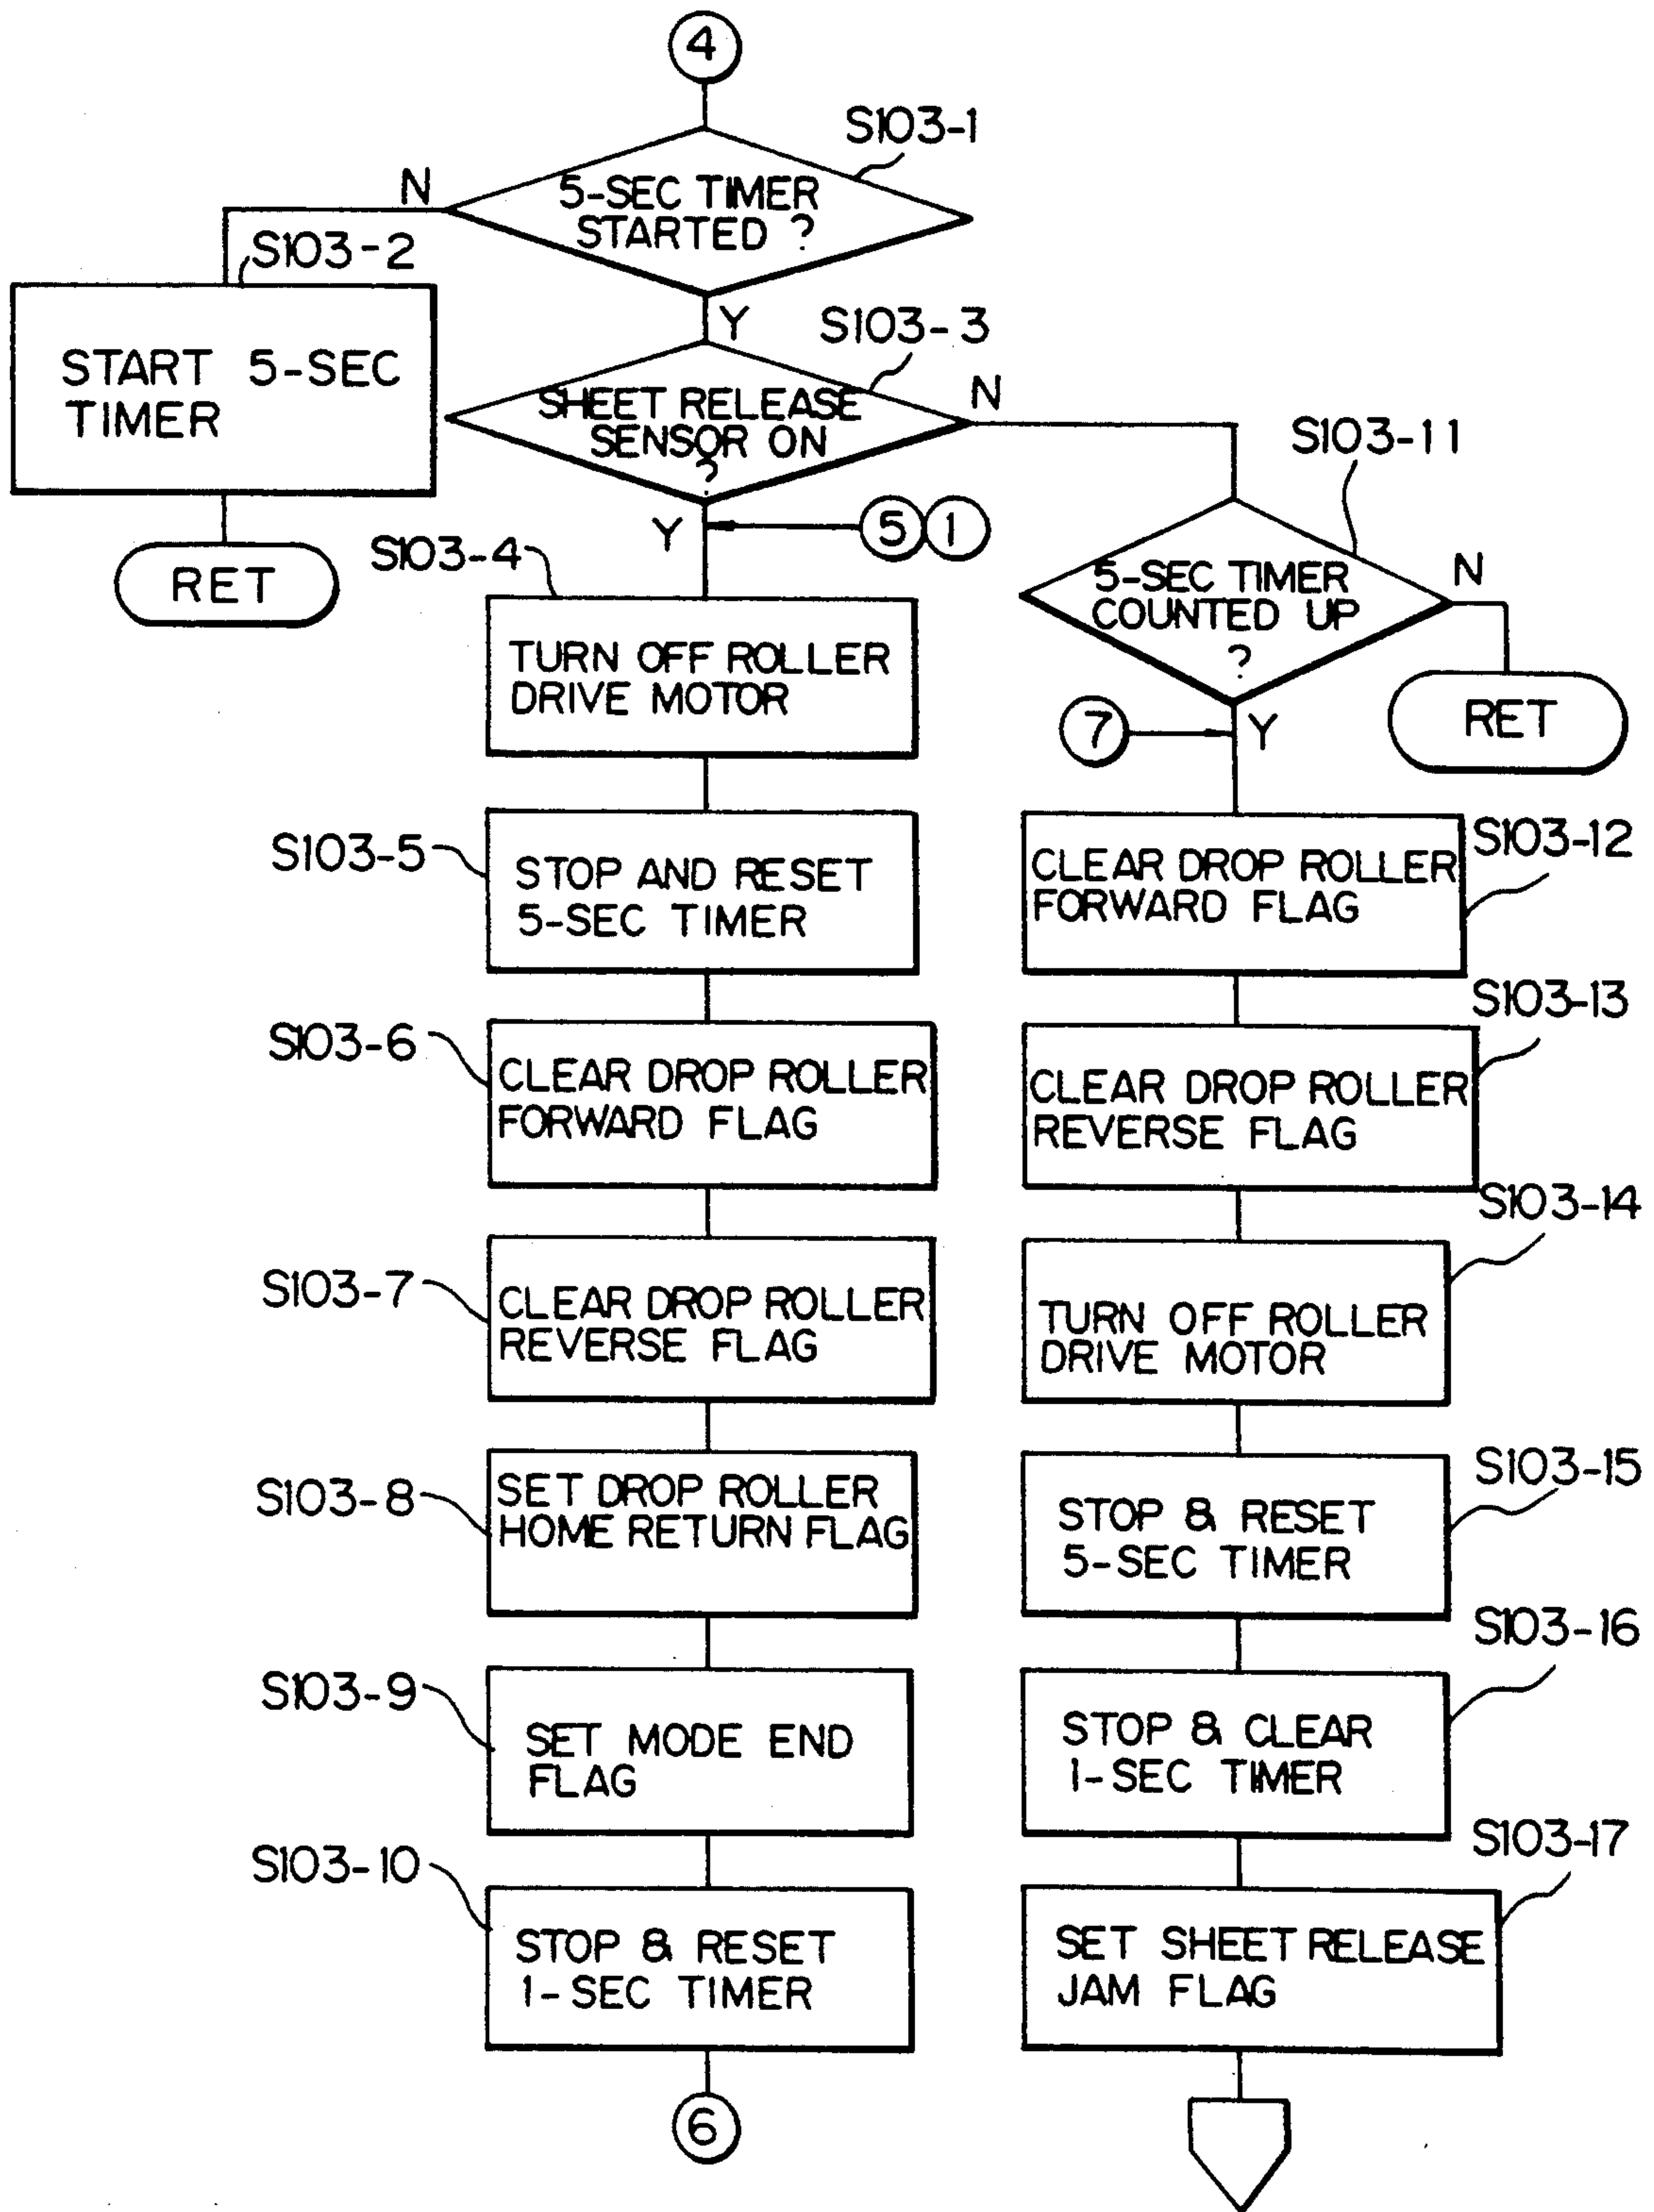 4
S103-1
N
5-SEC TIMER
STARTED ?
S103-2
Y
S103-3
START 5-SEC
TIMER
SHEET RELEASE
SENSOR ON
?
N
S103-11
RET
Y
5 1
S103-4
5-SEC TIMER
COUNTED UP
?
N
TURN OFF ROLLER
DRIVE MOTOR
7
Y
RET
S103-5
STOP AND RESET
5-SEC TIMER
CLEAR DROP ROLLER
FORWARD FLAG
S103-12
S103-6
CLEAR DROP ROLLER
FORWARD FLAG
S103-13
CLEAR DROP ROLLER
REVERSE FLAG
S103-7
CLEAR DROP ROLLER
REVERSE FLAG
S103-14
TURN OFF ROLLER
DRIVE MOTOR
S103-8
SET DROP ROLLER
HOME RETURN FLAG
S103-15
STOP & RESET
5-SEC TIMER
S103-9
SET MODE END
FLAG
S103-16
STOP & CLEAR
1-SEC TIMER
S103-10
STOP & RESET
1-SEC TIMER
S103-17
SET SHEET RELEASE
JAM FLAG
6